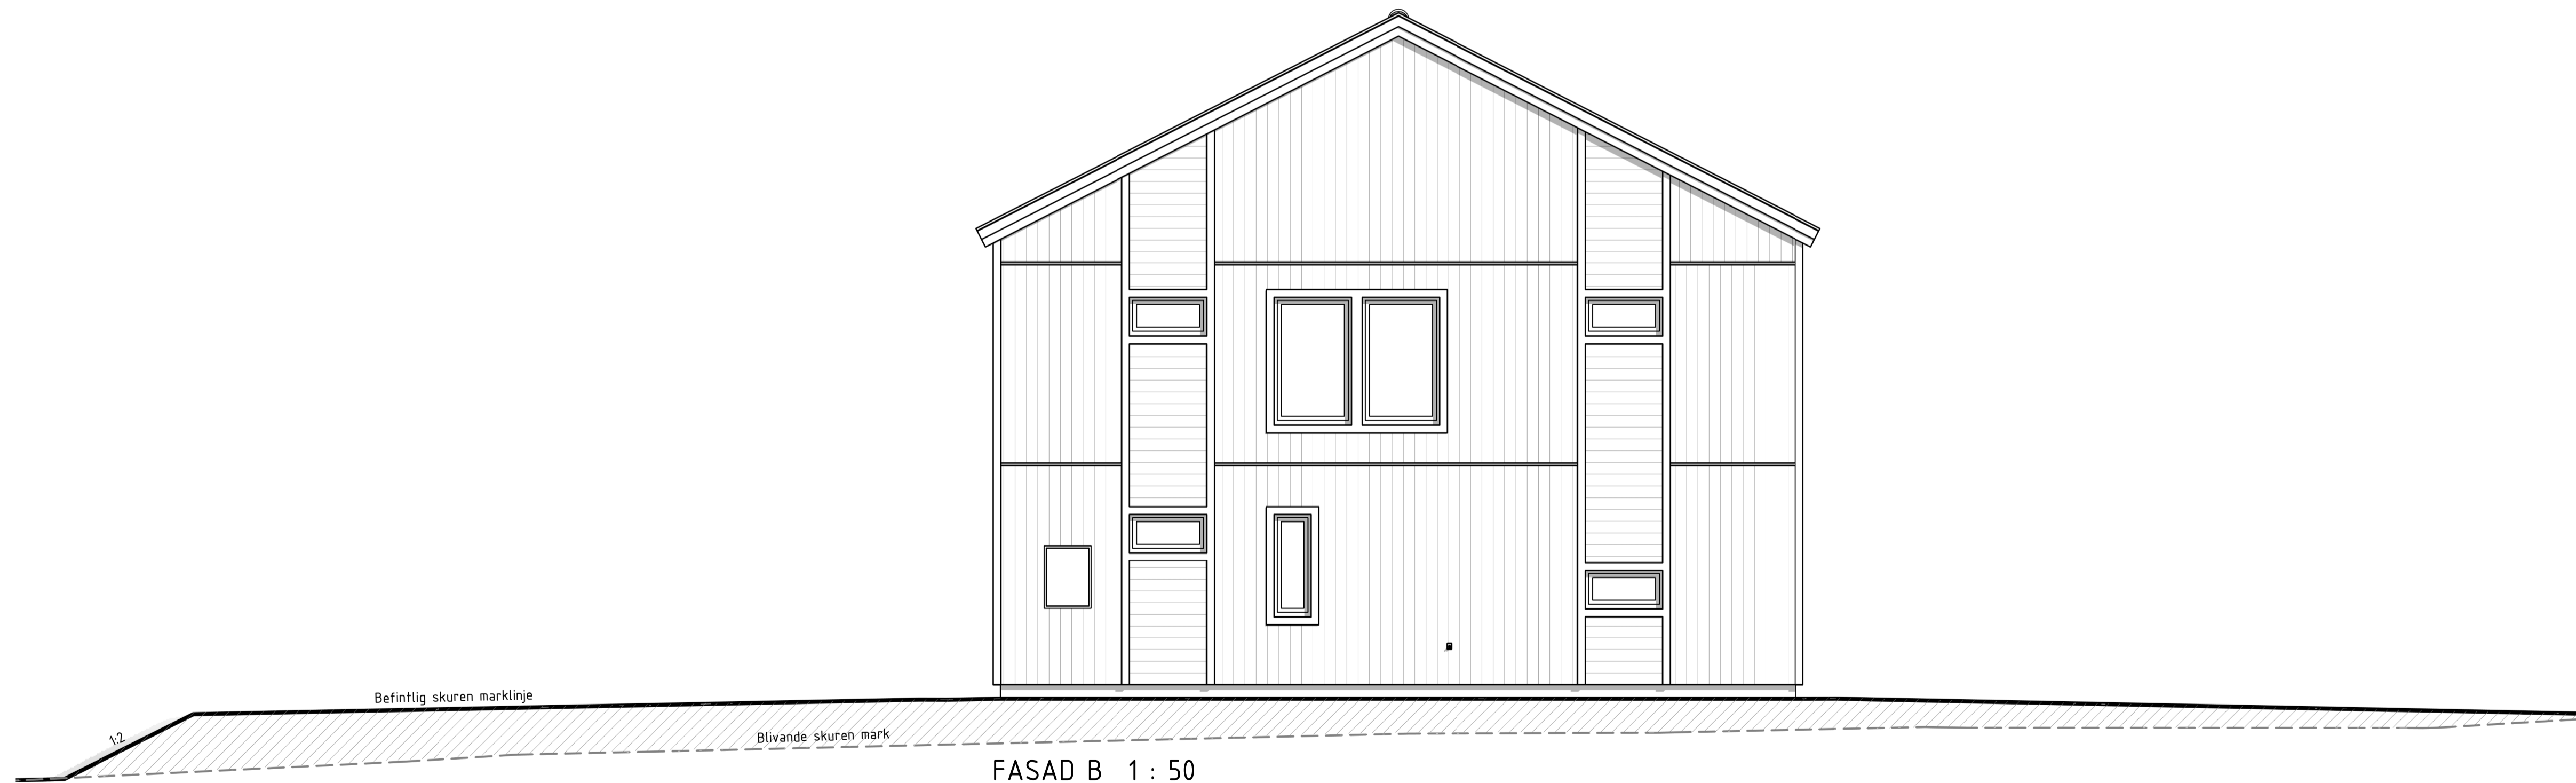 Befintlig skuren marklinje
1:2
Blivande skuren mark
FASAD B 1 : 50